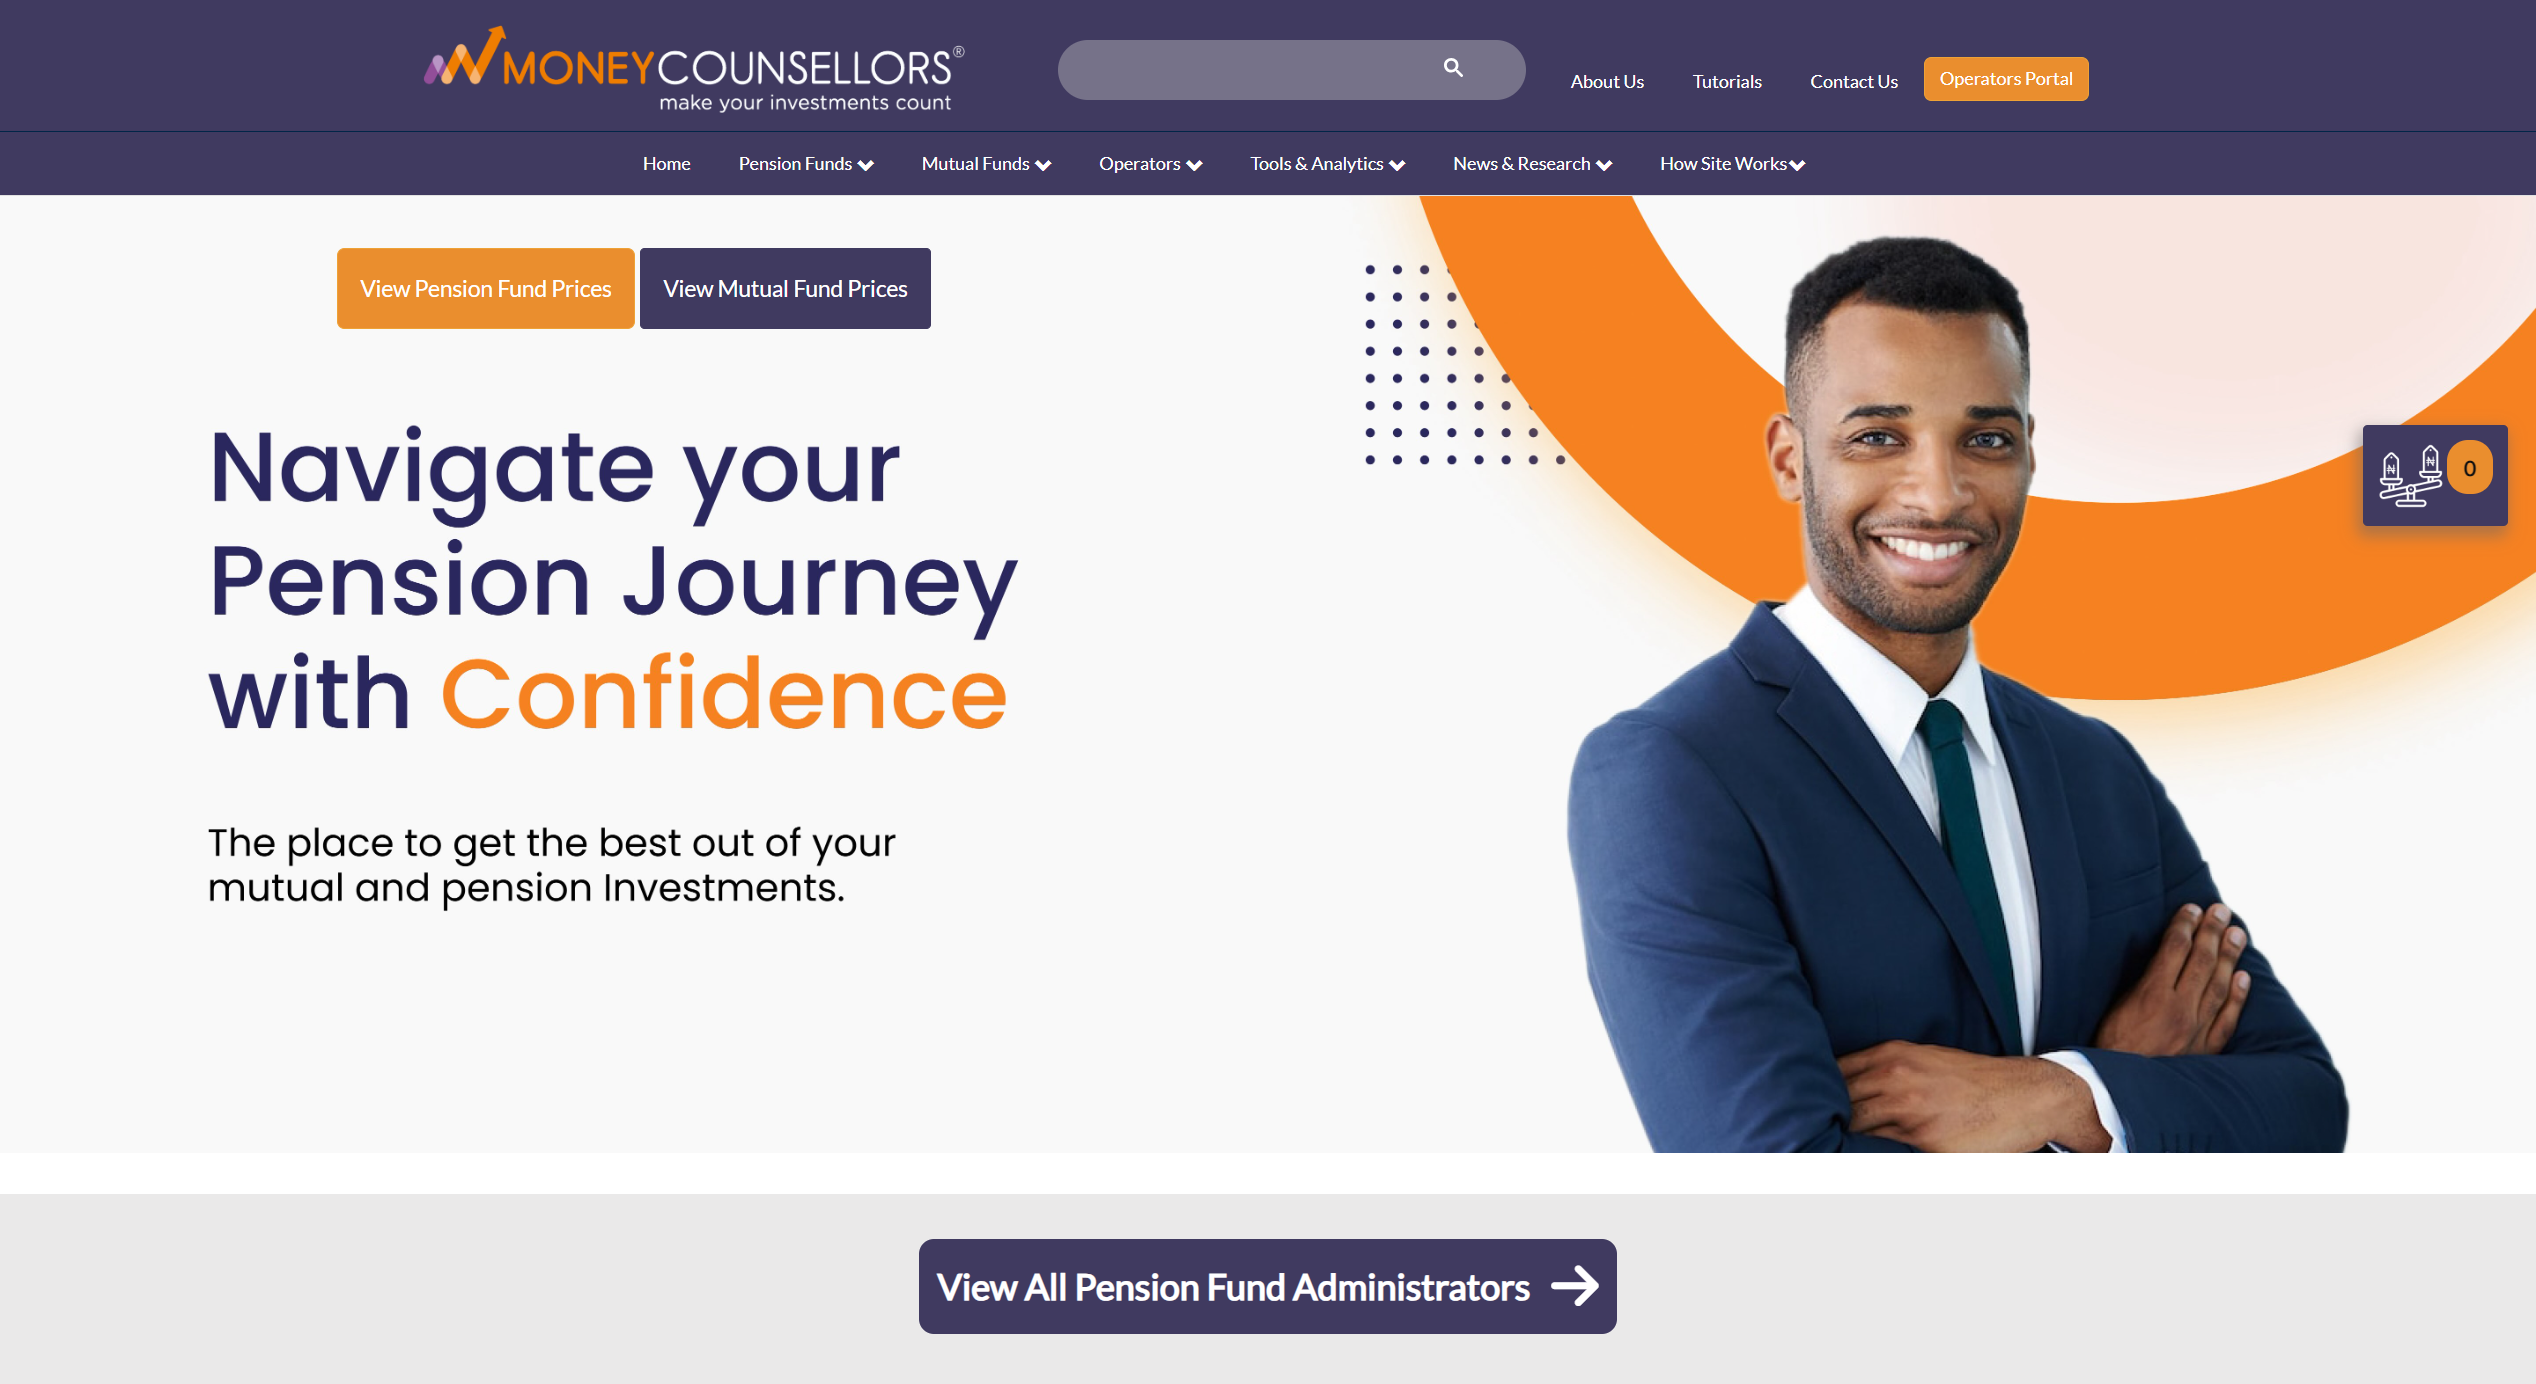 MONEYCOUNSELLORS®
make your investments count
About Us
Tutorials
Contact Us
Operators Portal
Home
Pension Funds
Mutual Funds
Operators
Tools & Analytics
News & Research
How Site Works
View Pension Fund Prices
View Mutual Fund Prices
Navigate your
Pension Journey
with Confidence
The place to get the best out of your
mutual and pension Investments.
₦ ₦
0
View All Pension Fund Administrators